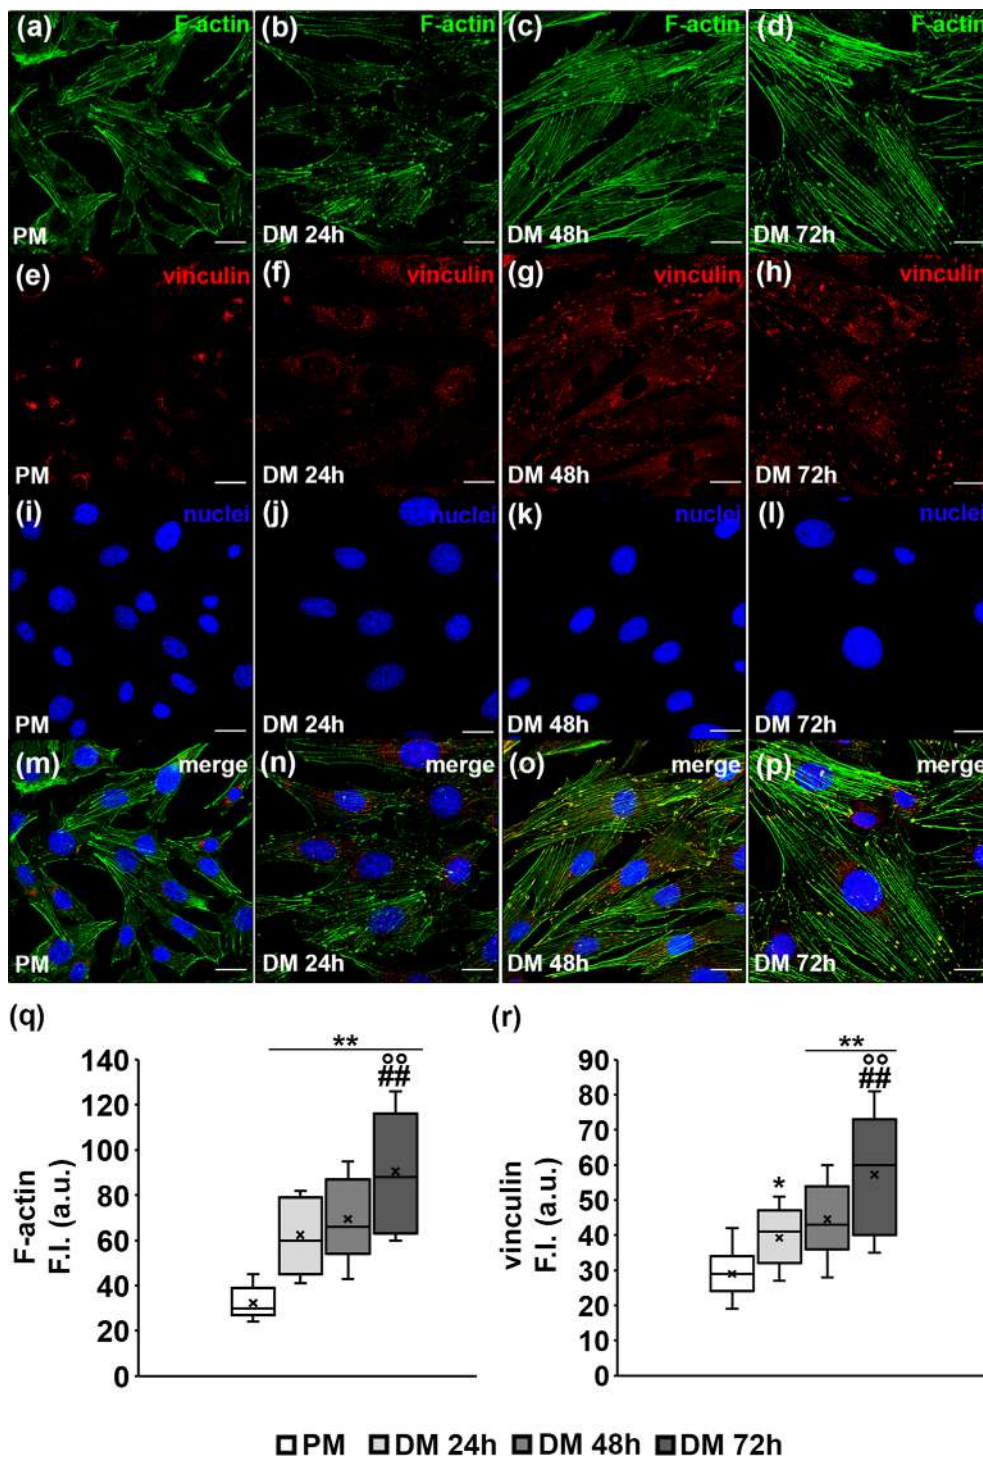 (a) F-actin (b) F-actin (c) F-actin (d) F-actin
PM DM 24h DM 48h DM 72h
(e) vinculin (f) vinculin (g) vinculin (h) vinculin
PM DM 24h DM 48h DM 72h
(i) nuclei (j) nuclei (k) nuclei (l) nuclei
PM DM 24h DM 48h DM 72h
(m) merge (n) merge (o) merge (p) merge
PM DM 24h DM 48h DM 72h
(q)
F-actin
F.I. (a.u.)
140
120
100
80
60
40
20
0
**
°°
##
(r)
vinculin
F.I. (a.u.)
90
80
70
60
50
40
30
20
10
0
*
**
°°
##
PM DM 24h DM 48h DM 72h